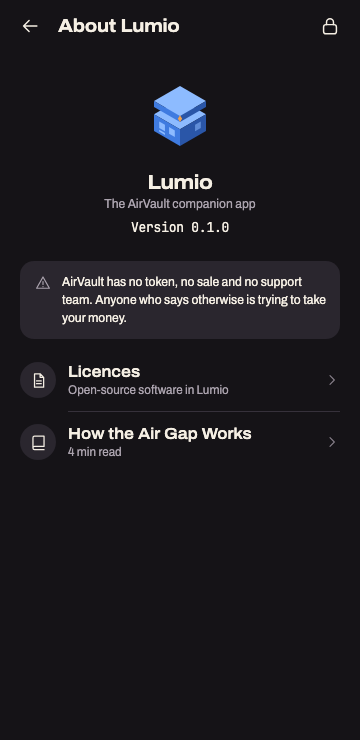 About Lumio
Lumio
The AirVault companion app
Version 0.1.0
AirVault has no token, no sale and no support
team. Anyone who says otherwise is trying to take
your money.
Licences
Open-source software in Lumio
How the Air Gap Works
4 min read